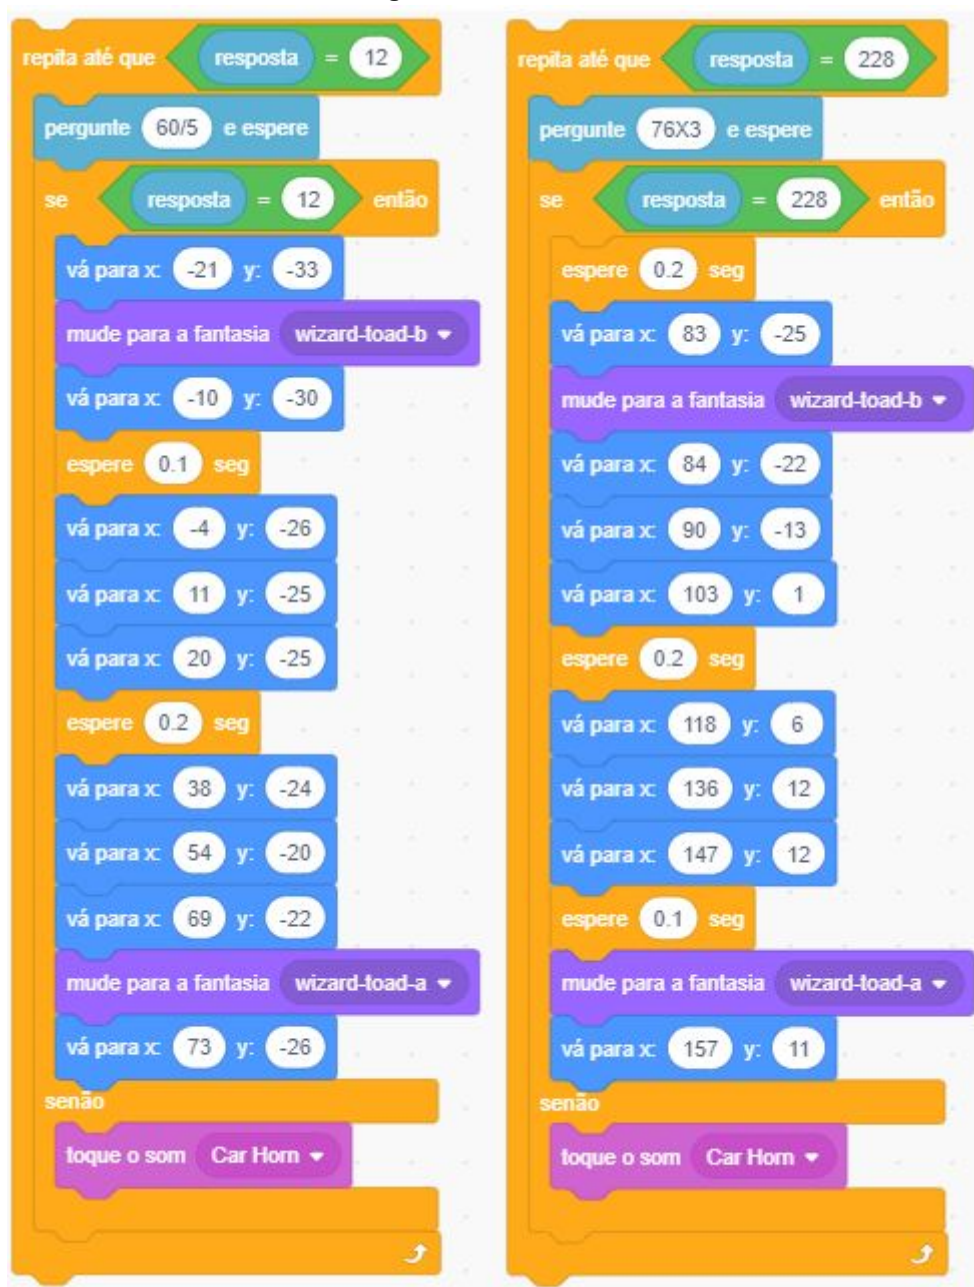 repita até que resposta = 12
pergunte 60/5 e espere
se resposta = 12 então
vá para x: -21 y: -33
mude para a fantasia wizard-toad-b
vá para x: -10 y: -30
espere 0.1 seg
vá para x: -4 y: -26
vá para x: 11 y: -25
vá para x: 20 y: -25
espere 0.2 seg
vá para x: 38 y: -24
vá para x: 54 y: -20
vá para x: 69 y: -22
mude para a fantasia wizard-toad-a
vá para x: 73 y: -26
senão
toque o som Car Horn
repita até que resposta = 228
pergunte 76X3 e espere
se resposta = 228 então
espere 0.2 seg
vá para x: 83 y: -25
mude para a fantasia wizard-toad-b
vá para x: 84 y: -22
vá para x: 90 y: -13
vá para x: 103 y: 1
espere 0.2 seg
vá para x: 118 y: 6
vá para x: 136 y: 12
vá para x: 147 y: 12
espere 0.1 seg
mude para a fantasia wizard-toad-a
vá para x: 157 y: 11
senão
toque o som Car Horn